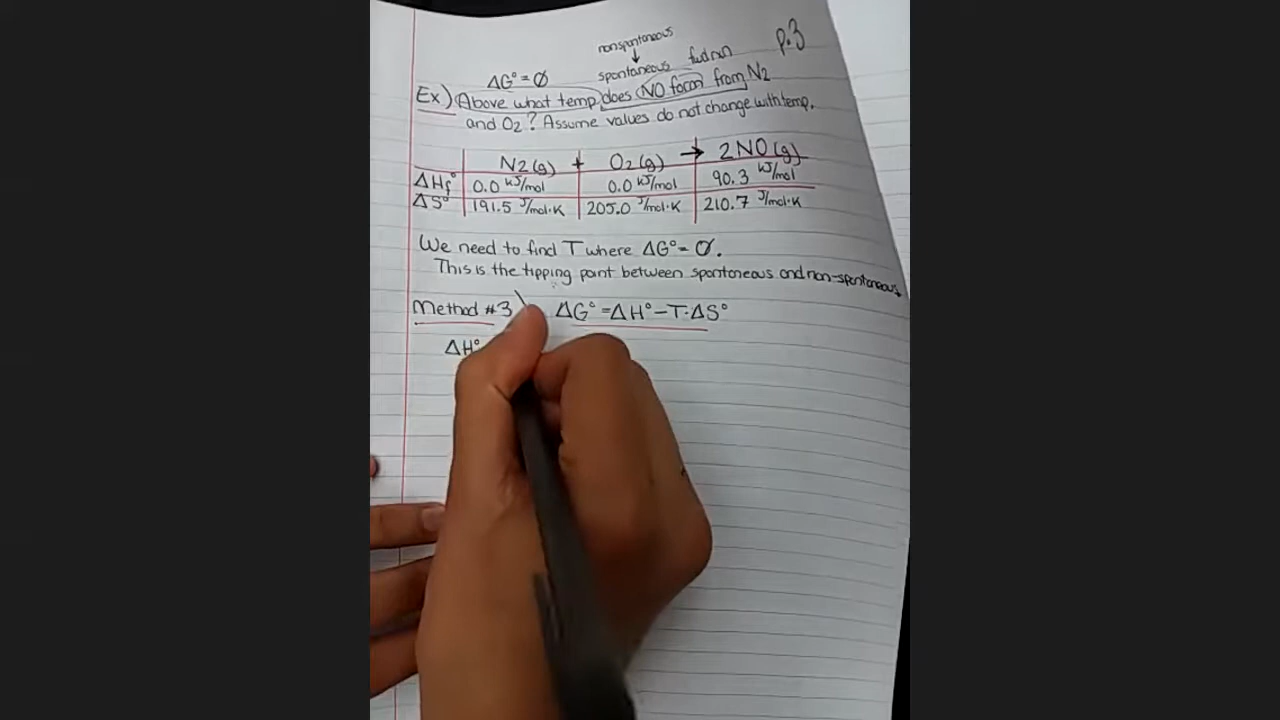 p.3
nonspontaneous
↓
spontaneous fwd rxn
ΔG° = 0
Ex) Above what temp does NO form from N2
and O2? Assume values do not change with temp.
N2(g) + O2(g) → 2NO(g)
ΔHf° 0.0 kJ/mol 0.0 kJ/mol 90.3 kJ/mol
ΔS° 191.5 J/mol·K 205.0 J/mol·K 210.7 J/mol·K
We need to find T where ΔG° = 0.
This is the tipping point between spontaneous and non-spontaneous.
Method #3) ΔG° = ΔH° - T·ΔS°
ΔH°